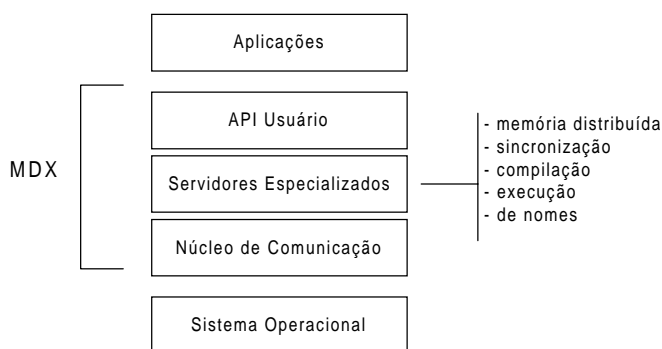 Aplicações
API Usuário
MDX
Servidores Especializados
Núcleo de Comunicação
Sistema Operacional
- memória distribuída
- sincronização
- compilação
- execução
- de nomes